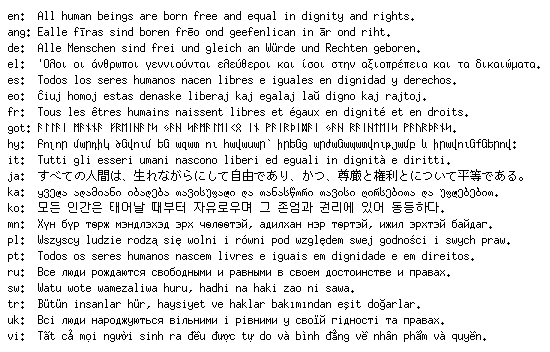 en: All human beings are born free and equal in dignity and rights.
ang: Ealle fīras sind boren frēo ond geefenlican in ār ond riht.
de: Alle Menschen sind frei und gleich an Würde und Rechten geboren.
el: 'Ολοι οι άνθρωποι γεννιούνται ελεύθεροι και ίσοι στην αξιοπρέπεια και τα δικαιώματα.
es: Todos los seres humanos nacen libres e iguales en dignidad y derechos.
eo: Ĉiuj homoj estas denaske liberaj kaj egalaj laŭ digno kaj rajtoj.
fr: Tous les êtres humains naissent libres et égaux en dignité et en droits.
got:
hy: Բոլոր մարդիկ ծնվում են ազատ ու հավասար՝ իրենց արժանապատվությամբ և իրավունքներով:
it: Tutti gli esseri umani nascono liberi ed eguali in dignità e diritti.
ja: すべての人間は、生れながらにして自由であり、かつ、尊厳と権利とについて平等である。
ka: ყველა ადამიანი იბადება თავისუფალი და თანასწორი თავისი ღირსებითა და უფლებებით.
ko: 모든 인간은 태어날 때부터 자유로우며 그 존엄과 권리에 있어 동등하다.
mn: Хүн бүр төрж мэндлэхэд эрх чөлөөтэй, адилхан нэр төртэй, ижил эрхтэй байдаг.
pl: Wszyscy ludzie rodzą się wolni i równi pod względem swej godności i swych praw.
pt: Todos os seres humanos nascem livres e iguais em dignidade e em direitos.
ru: Все люди рождаются свободными и равными в своем достоинстве и правах.
sw: Watu wote wamezaliwa huru, hadhi na haki zao ni sawa.
tr: Bütün insanlar hür, haysiyet ve haklar bakımından eşit doğarlar.
uk: Всі люди народжуються вільними і рівними у своїй гідності та правах.
vi: Tất cả mọi người sinh ra đều được tự do và bình đẳng về nhân phẩm và quyền.